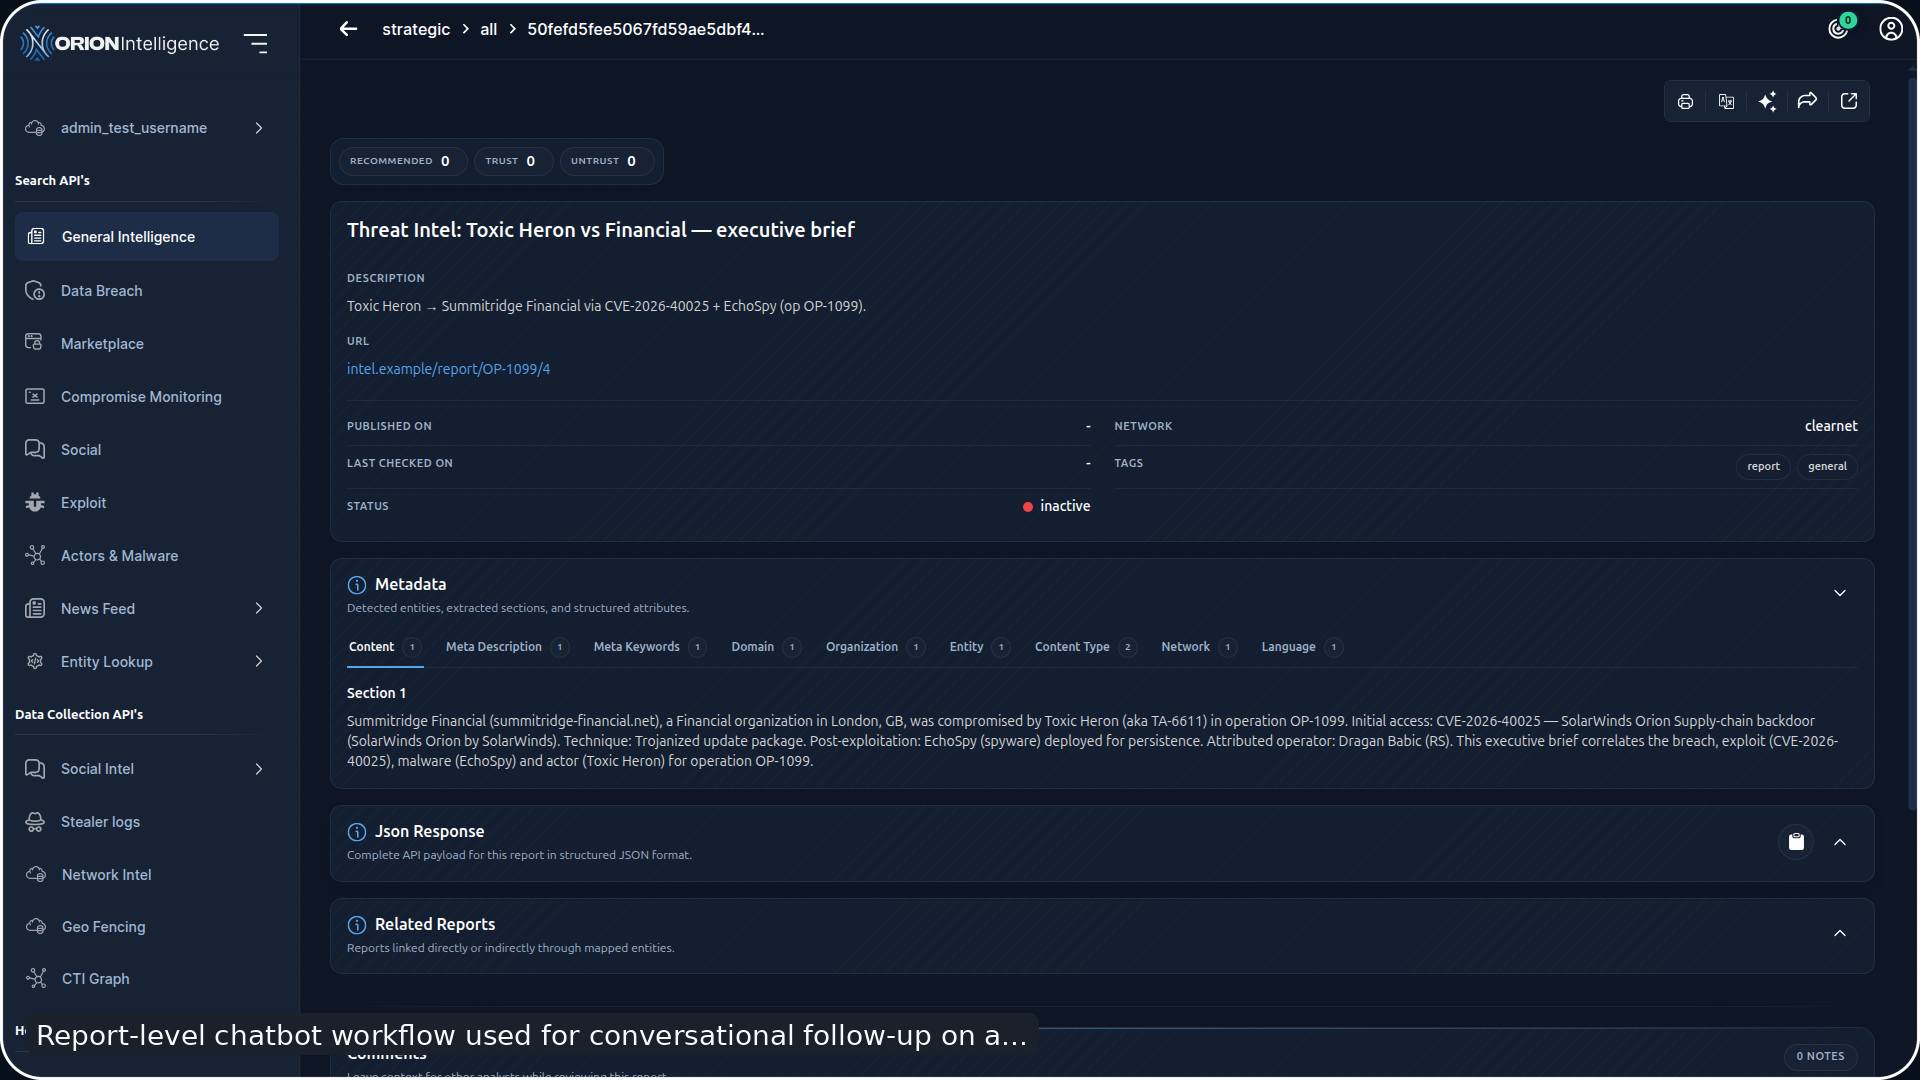 ORIONIntelligence
strategic > all > 50fefd5fee5067fd59ae5dbf4...
0
admin_test_username
Search API's
General Intelligence
Data Breach
Marketplace
Compromise Monitoring
Social
Exploit
Actors & Malware
News Feed
Entity Lookup
Data Collection API's
Social Intel
Stealer logs
Network Intel
Geo Fencing
CTI Graph
RECOMMENDED 0 TRUST 0 UNTRUST 0
Threat Intel: Toxic Heron vs Financial — executive brief
DESCRIPTION
Toxic Heron → Summitridge Financial via CVE-2026-40025 + EchoSpy (op OP-1099).
URL
intel.example/report/OP-1099/4
PUBLISHED ON - NETWORK clearnet
LAST CHECKED ON - TAGS report general
STATUS inactive
Metadata
Detected entities, extracted sections, and structured attributes.
Content 1 Meta Description 1 Meta Keywords 1 Domain 1 Organization 1 Entity 1 Content Type 2 Network 1 Language 1
Section 1
Summitridge Financial (summitridge-financial.net), a Financial organization in London, GB, was compromised by Toxic Heron (aka TA-6611) in operation OP-1099. Initial access: CVE-2026-40025 — SolarWinds Orion Supply-chain backdoor
(SolarWinds Orion by SolarWinds). Technique: Trojanized update package. Post-exploitation: EchoSpy (spyware) deployed for persistence. Attributed operator: Dragan Babic (RS). This executive brief correlates the breach, exploit (CVE-2026-
40025), malware (EchoSpy) and actor (Toxic Heron) for operation OP-1099.
Json Response
Complete API payload for this report in structured JSON format.
Related Reports
Reports linked directly or indirectly through mapped entities.
Comments
0 NOTES
Leave context for other analysts while reviewing this report.
Report-level chatbot workflow used for conversational follow-up on a...